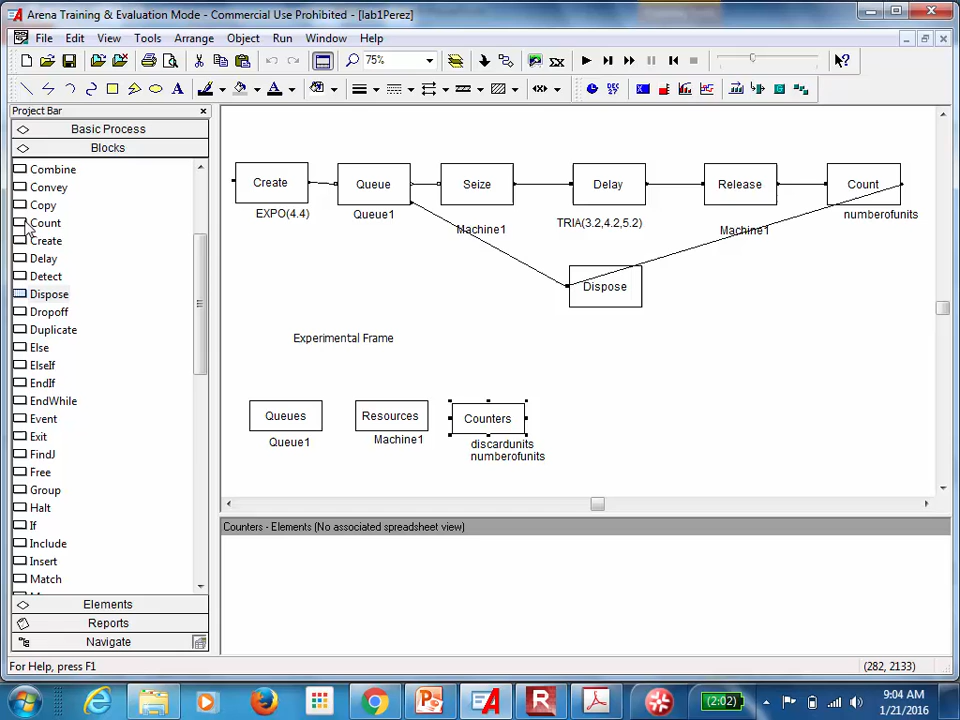 Arena Training & Evaluation Mode - Commercial Use Prohibited - [lab1Perez]
File Edit View Tools Arrange Object Run Window Help
75%
Project Bar
Basic Process
Blocks
Combine
Convey
Copy
Count
Create
Delay
Detect
Dispose
Dropoff
Duplicate
Else
ElseIf
EndIf
EndWhile
Event
Exit
FindJ
Free
Group
Halt
If
Include
Insert
Match
Elements
Reports
Navigate
Create
EXPO(4.4)
Queue
Queue1
Seize
Machine1
Delay
TRIA(3.2,4.2,5.2)
Release
Machine1
Count
numberofunits
Dispose
Experimental Frame
Queues
Queue1
Resources
Machine1
Counters
discardunits
numberofunits
Counters - Elements (No associated spreadsheet view)
For Help, press F1
(282, 2133)
(2:02)
9:04 AM
1/21/2016